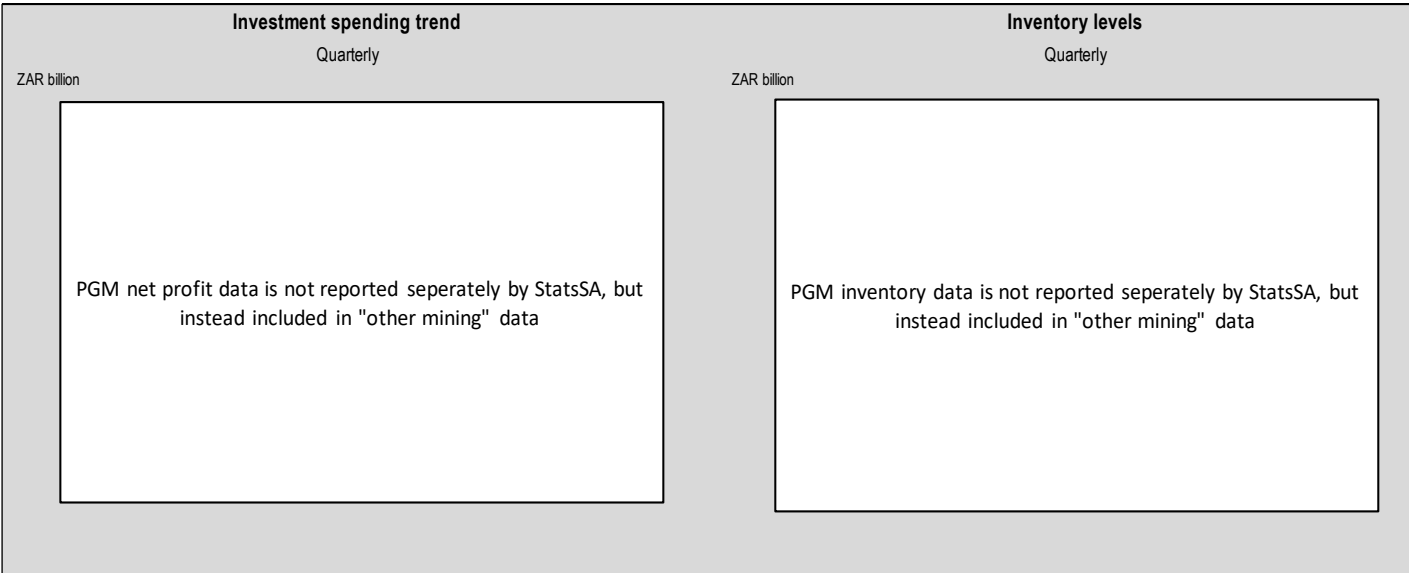 Investment spending trend
Quarterly
ZAR billion
PGM net profit data is not reported seperately by StatsSA, but
instead included in "other mining" data
Inventory levels
Quarterly
ZAR billion
PGM inventory data is not reported seperately by StatsSA, but
instead included in "other mining" data